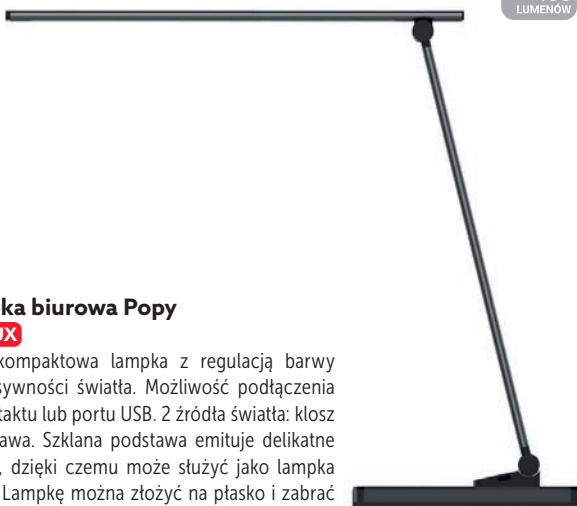 LUMENÓW
ka biurowa Popy
UX
kompaktowa lampka z regulacją barwy
sywności światła. Możliwość podłączenia
taktu lub portu USB. 2 źródła światła: klosz
awa. Szklana podstawa emituje delikatne
, dzięki czemu może służyć jako lampka
Lampkę można złożyć na płasko i zabrać